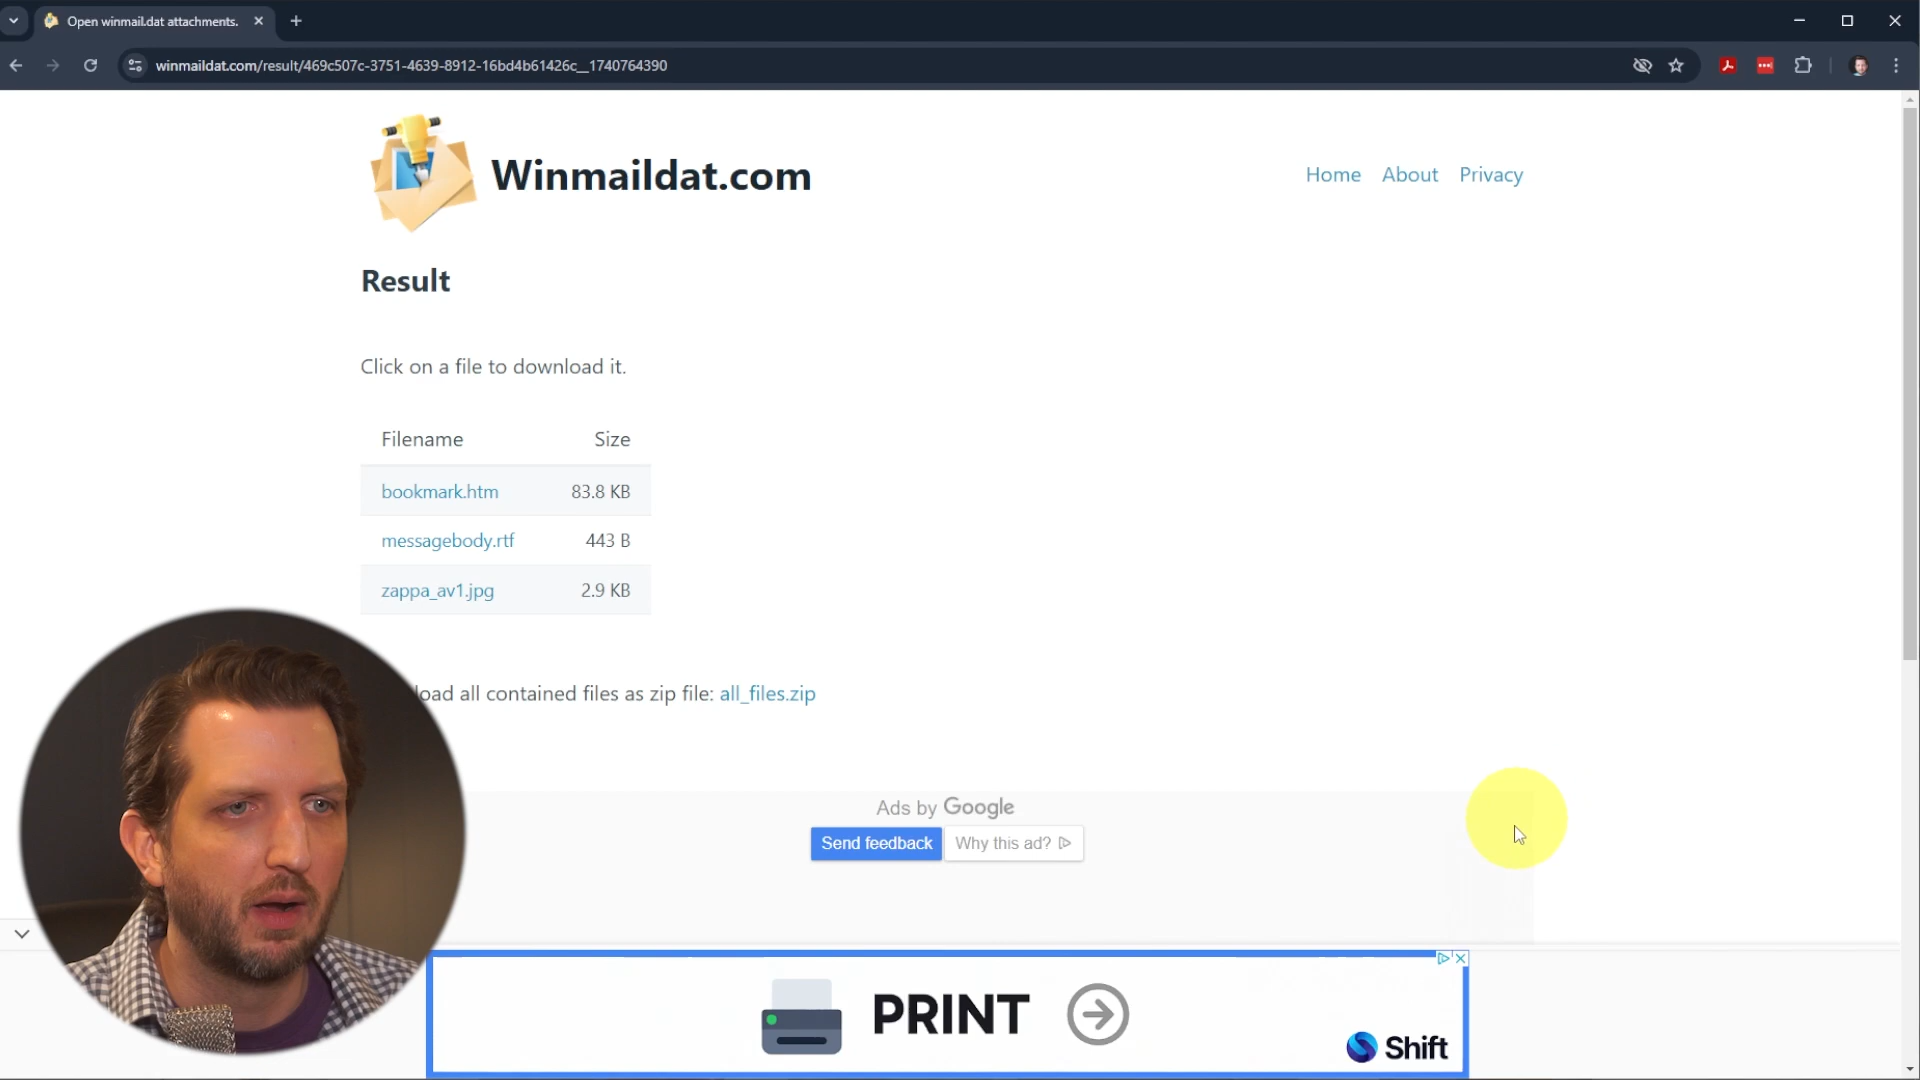 Open winmail.dat attachments.
winmaildat.com/result/469c507c-3751-4639-8912-16bd4b61426c__1740764390
Winmaildat.com
Home About Privacy
Result
Click on a file to download it.
Filename Size
bookmark.htm 83.8 KB
messagebody.rtf 443 B
zappa_av1.jpg 2.9 KB
load all contained files as zip file: all_files.zip
Ads by Google
Send feedback Why this ad?
PRINT
Shift